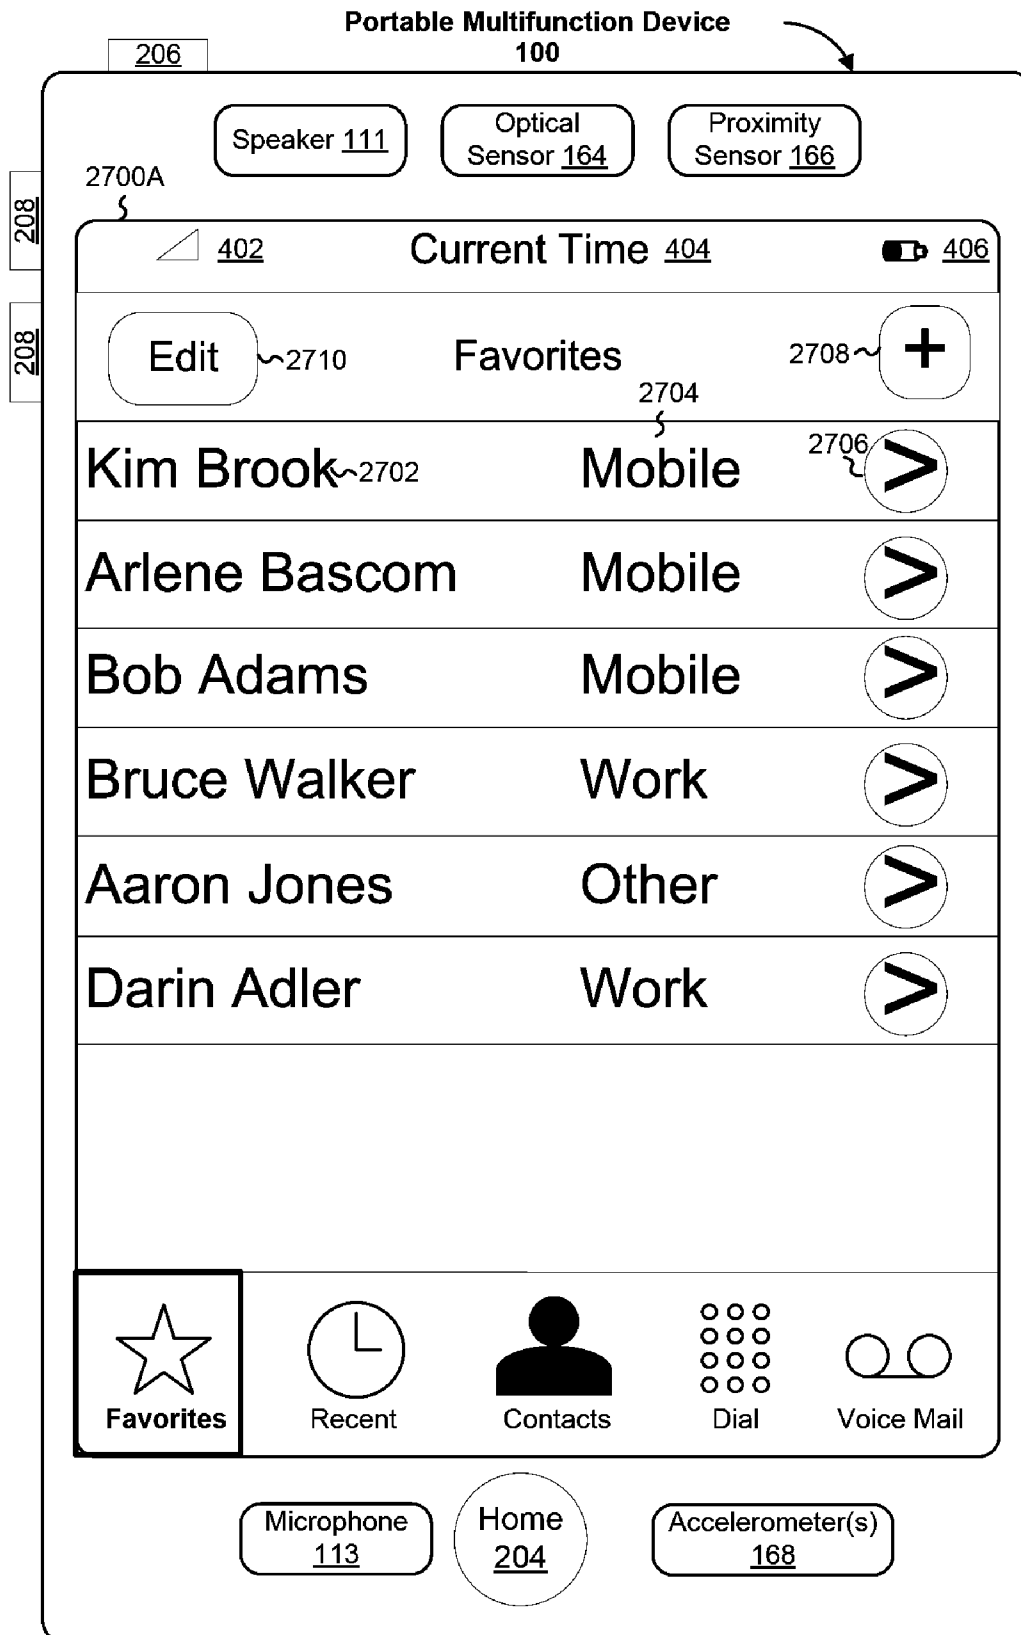 Portable Multifunction Device
100
206
Speaker 111
Optical
Sensor 164
Proximity
Sensor 166
2700A
208
208
402
Current Time 404
406
Edit
2710
Favorites
2708
+
2704
Kim Brook
2702
Mobile
2706
>
Arlene Bascom
Mobile
>
Bob Adams
Mobile
>
Bruce Walker
Work
>
Aaron Jones
Other
>
Darin Adler
Work
>
Favorites
Recent
Contacts
Dial
Voice Mail
Microphone
113
Home
204
Accelerometer(s)
168